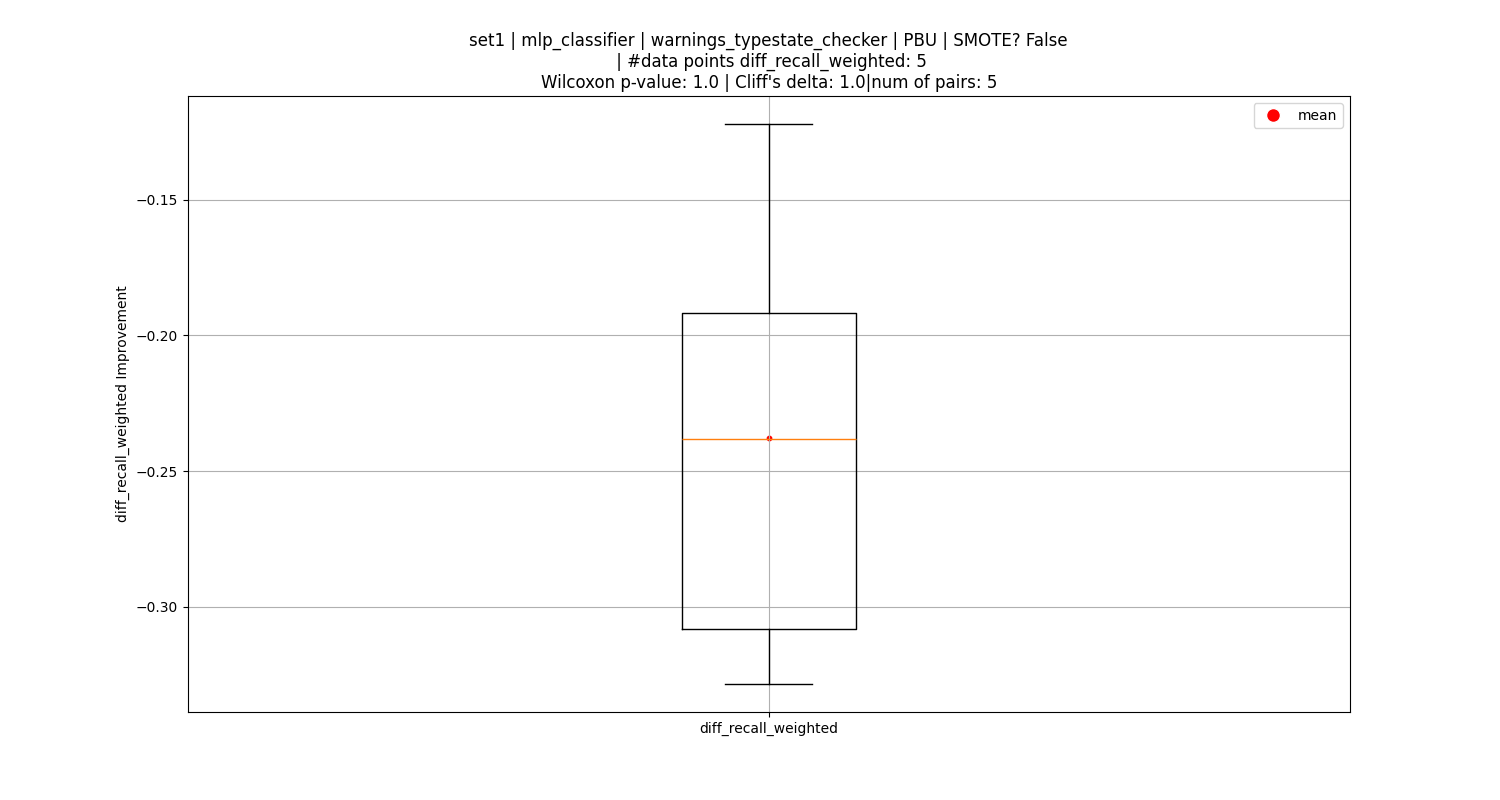 set1 | mlp_classifier | warnings_typestate_checker | PBU | SMOTE? False
| #data points diff_recall_weighted: 5
Wilcoxon p-value: 1.0 | Cliff's delta: 1.0|num of pairs: 5
mean
−0.15
−0.20
−0.25
−0.30
diff_recall_weighted Improvement
diff_recall_weighted